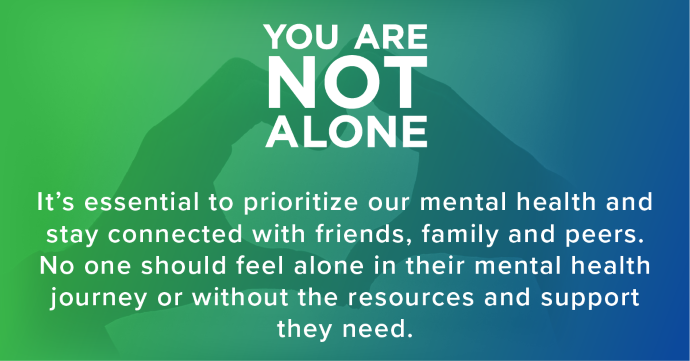 YOU ARE
NOT
ALONE
It’s essential to prioritize our mental health and
stay connected with friends, family and peers.
No one should feel alone in their mental health
journey or without the resources and support
they need.